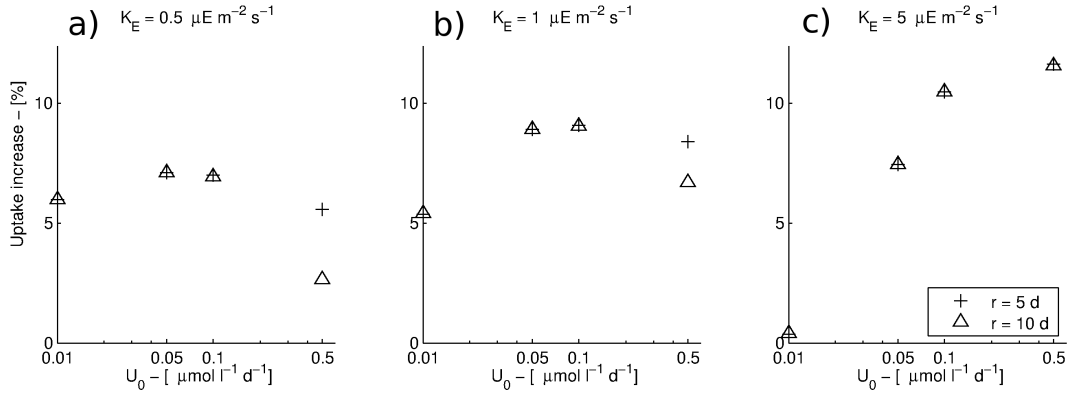 a) K_E = 0.5 μE m⁻² s⁻¹
b) K_E = 1 μE m⁻² s⁻¹
c) K_E = 5 μE m⁻² s⁻¹
Uptake increase – [%]
10
5
0
0.01 0.05 0.1 0.5
U₀ – [ μmol l⁻¹ d⁻¹]
10
5
0
0.01 0.05 0.1 0.5
U₀ – [ μmol l⁻¹ d⁻¹]
10
5
0
0.01 0.05 0.1 0.5
U₀ – [ μmol l⁻¹ d⁻¹]
r = 5 d
r = 10 d